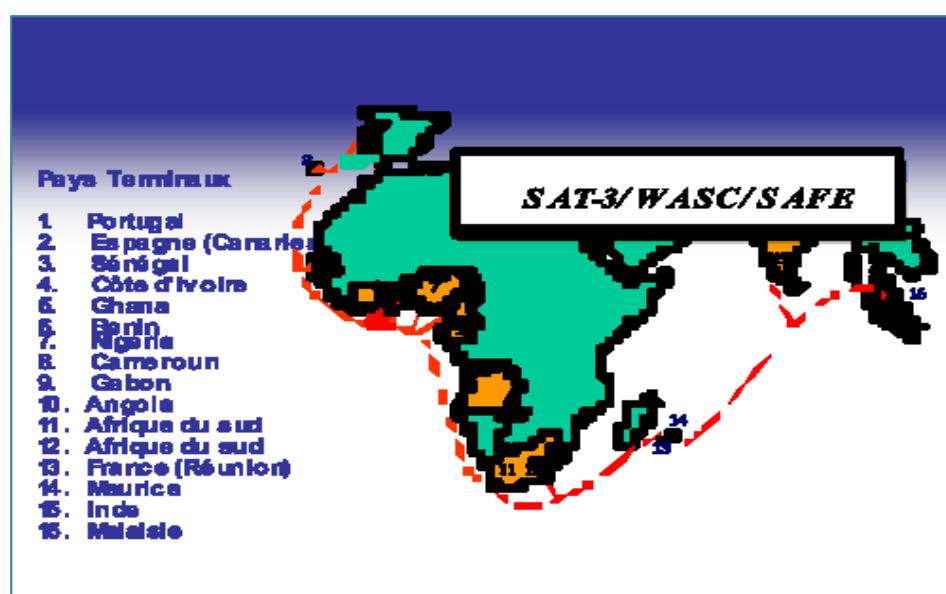 SAT-3/WASC/SAFE
Pays Terminaux
1. Portugal
2. Espagne (Canaries
3. Sénégal
4. Côte d'Ivoire
5. Ghana
6. Benin
7. Nigeria
8. Cameroun
9. Gabon
10. Angola
11. Afrique du sud
12. Afrique du sud
13. France (Réunion)
14. Maurice
15. Inde
16. Malaisie
2
11
14
13
16